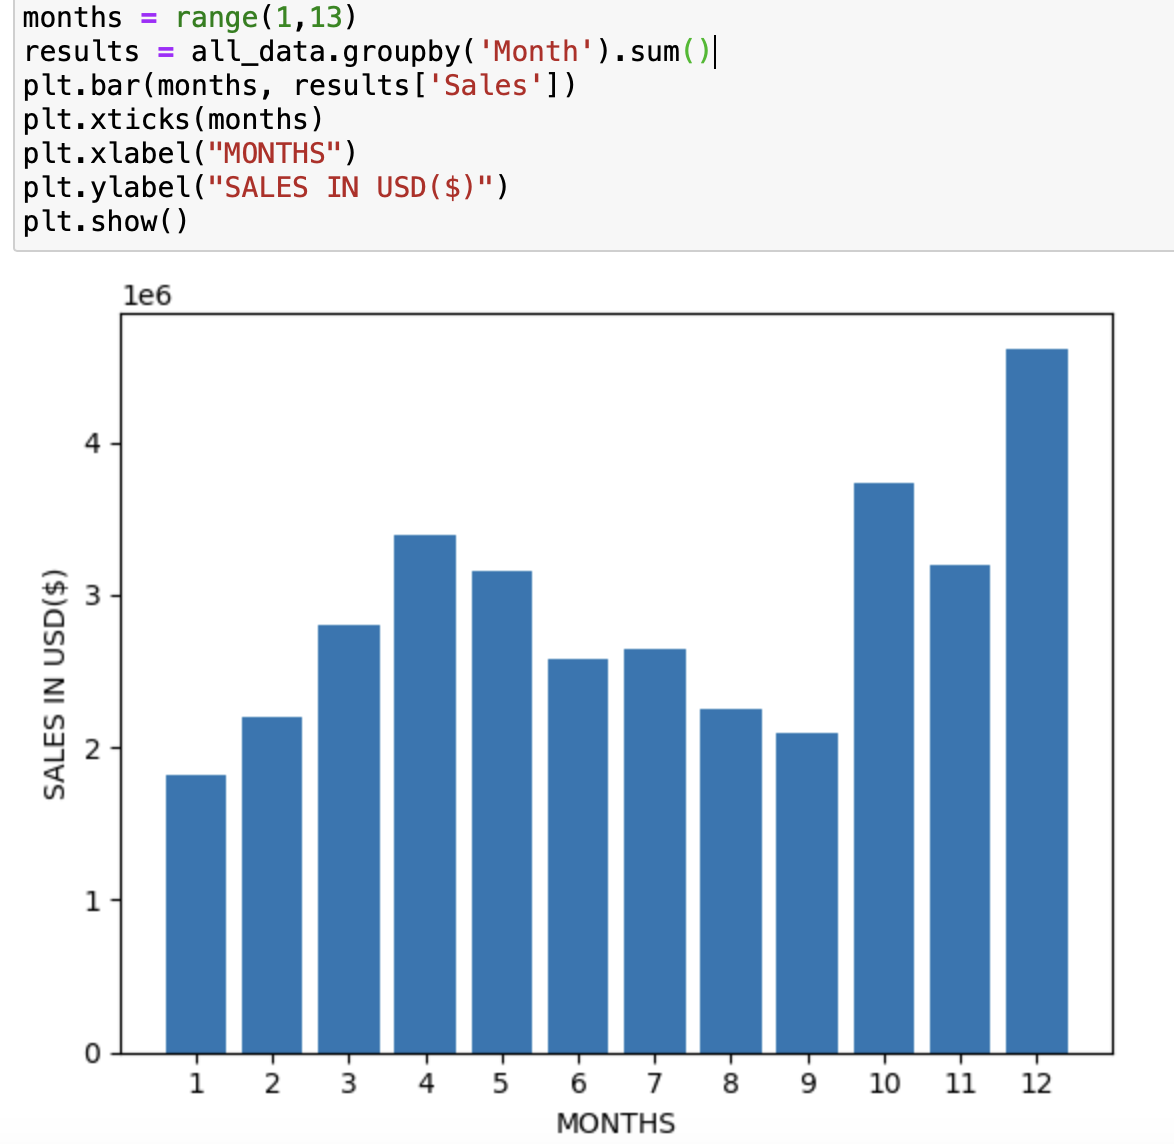 months = range(1,13)
results = all_data.groupby('Month').sum()
plt.bar(months, results['Sales'])
plt.xticks(months)
plt.xlabel("MONTHS")
plt.ylabel("SALES IN USD($)")
plt.show()
1e6
4
3
2
1
0
SALES IN USD($)
1 2 3 4 5 6 7 8 9 10 11 12
MONTHS